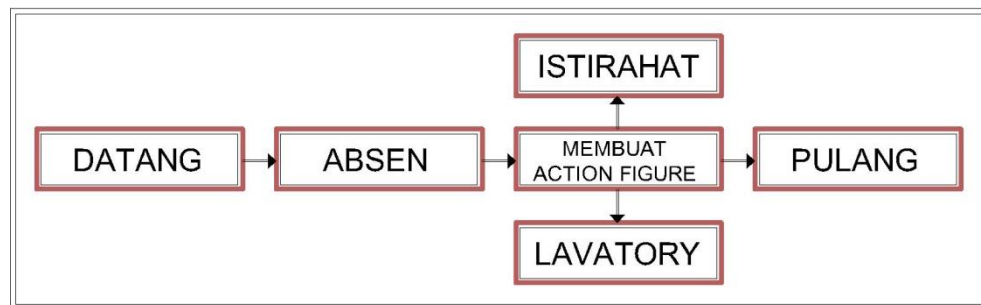 ISTIRAHAT
DATANG
ABSEN
MEMBUAT
ACTION FIGURE
PULANG
LAVATORY